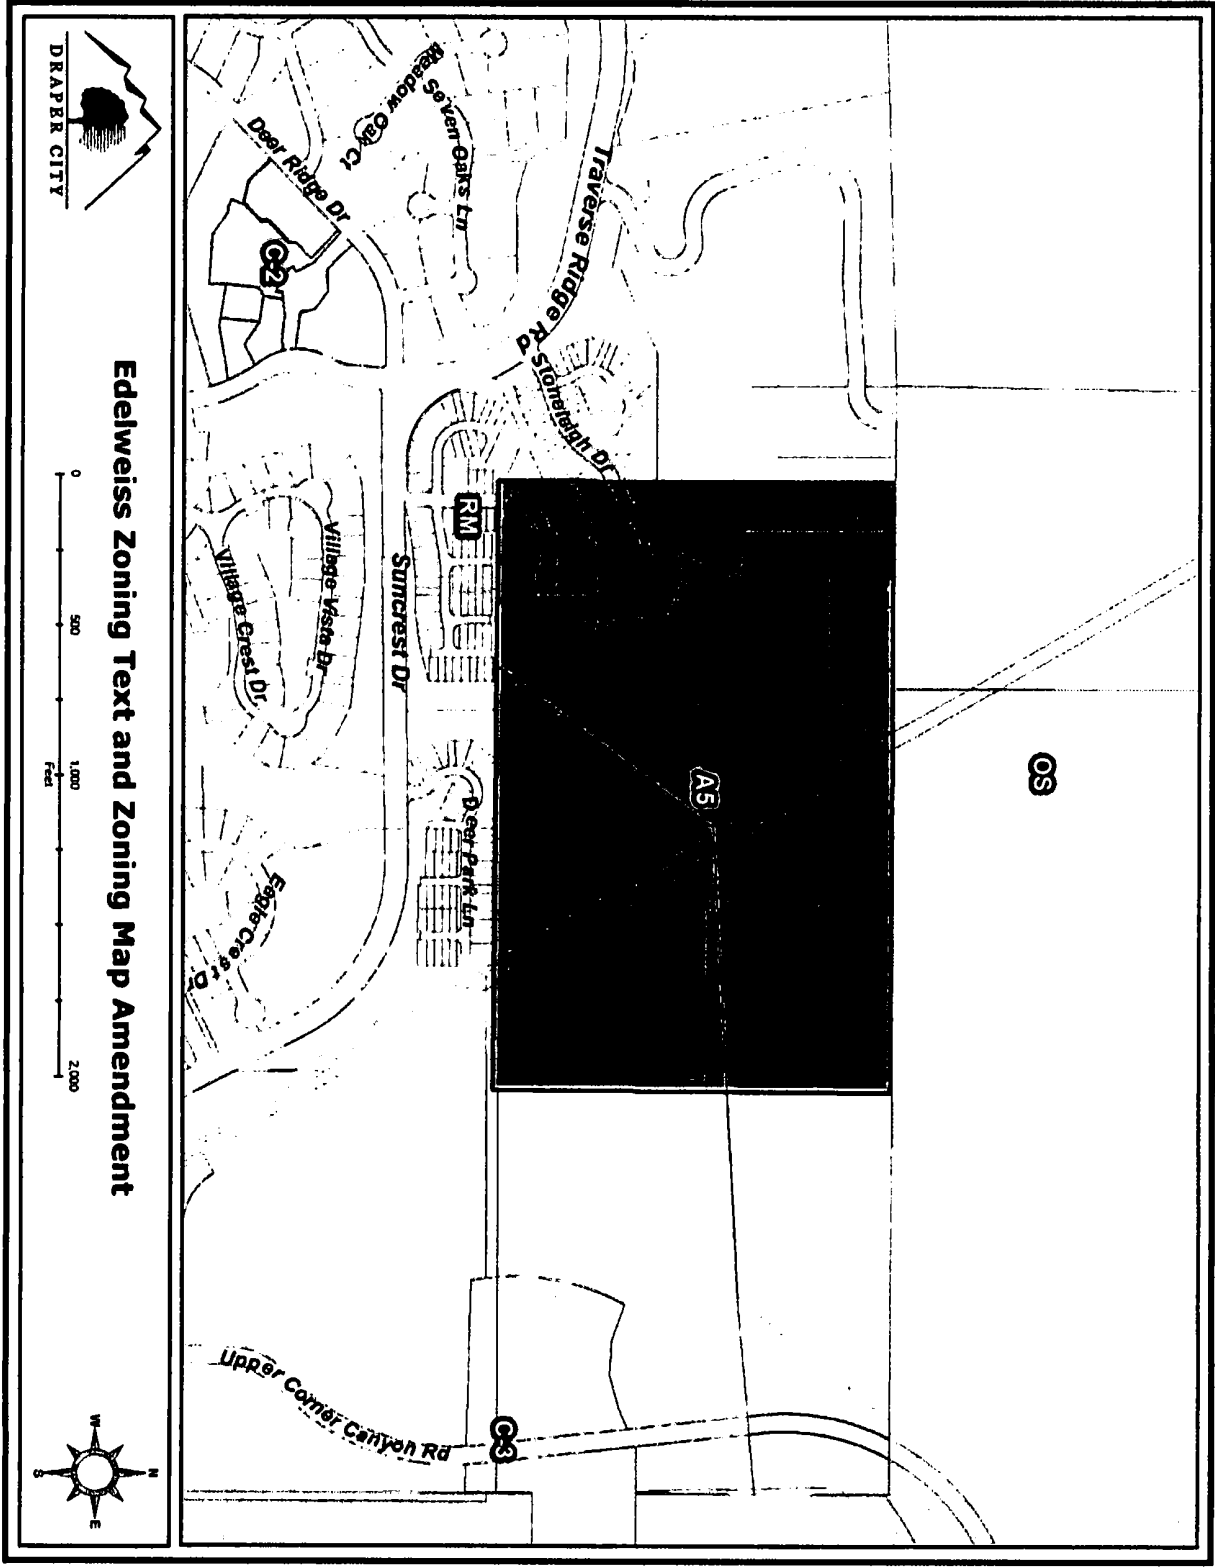 OS
A5
Traverse Ridge Rd
Stoneleigh Dr
Seven Oaks Ln
Meadow Oak Ct
Deer Ridge Dr
C-2
RM
Suncrest Dr
Village Vista Dr
Village Crest Dr
Deer Park Ln
Eagle Crest Dr
C-3
Upper Corner Canyon Rd
DRAPER CITY
Edelweiss Zoning Text and Zoning Map Amendment
0 500 1,000 2,000
Feet
N
W E
S